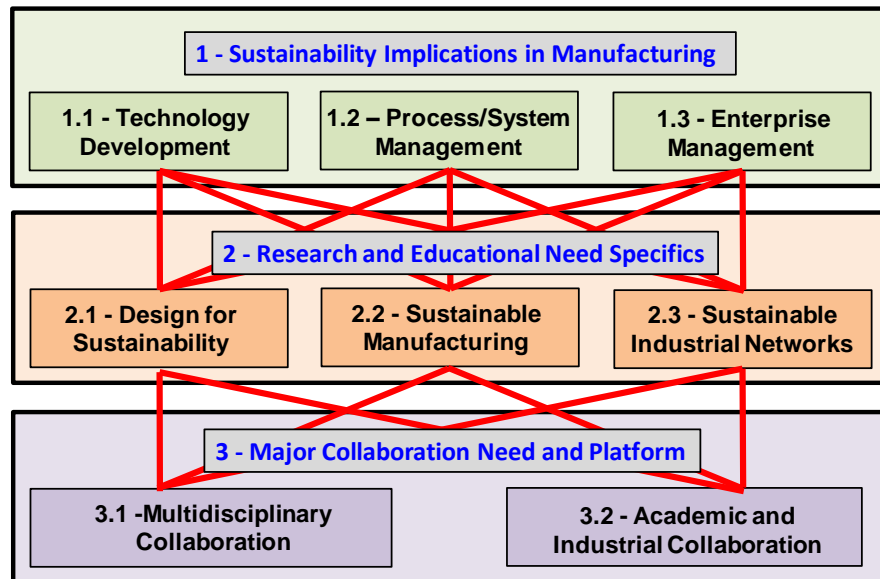 1 - Sustainability Implications in Manufacturing
1.1 - Technology
Development
1.2 – Process/System
Management
1.3 - Enterprise
Management
2 - Research and Educational Need Specifics
2.1 - Design for
Sustainability
2.2 - Sustainable
Manufacturing
2.3 - Sustainable
Industrial Networks
3 - Major Collaboration Need and Platform
3.1 -Multidisciplinary
Collaboration
3.2 - Academic and
Industrial Collaboration